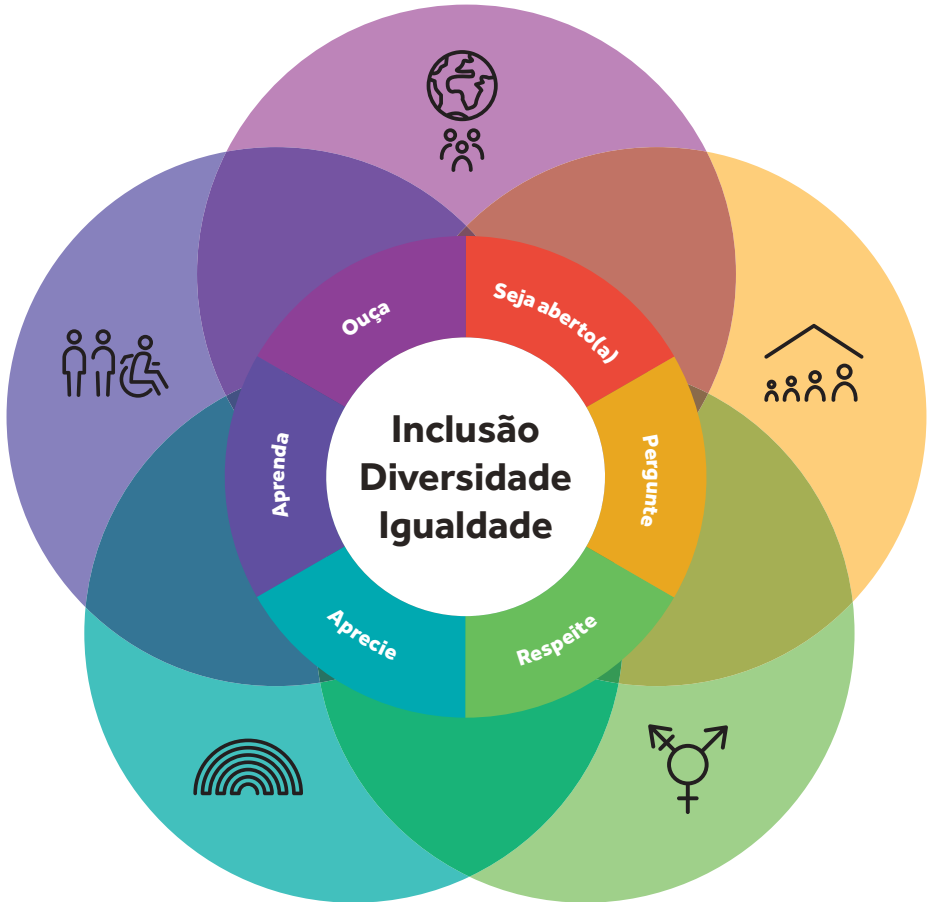 Inclusão
Diversidade
Igualdade
Seja aberto(a)
Pergunte
Respeite
Aprecie
Aprenda
Ouça